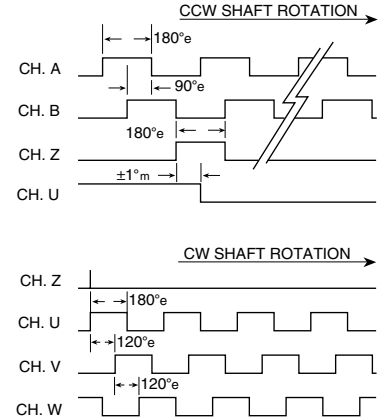 CCW SHAFT ROTATION
180°e
CH. A
90°e
CH. B
180°e
CH. Z
±1°m
CH. U
CW SHAFT ROTATION
CH. Z
180°e
CH. U
120°e
CH. V
120°e
CH. W